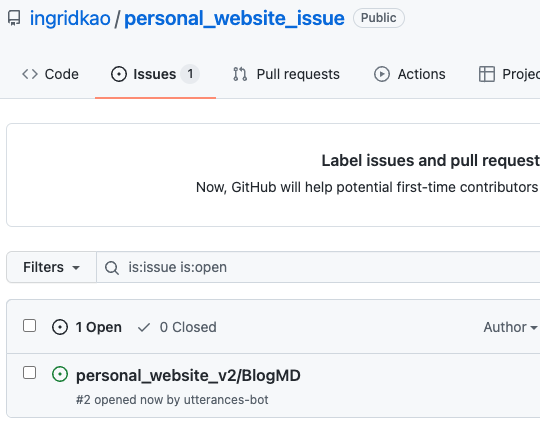 ingridkao / personal_website_issue Public
Code Issues 1 Pull requests Actions Projec
Label issues and pull request
Now, GitHub will help potential first-time contributors
Filters is:issue is:open
1 Open 0 Closed Author
personal_website_v2/BlogMD
#2 opened now by utterances-bot